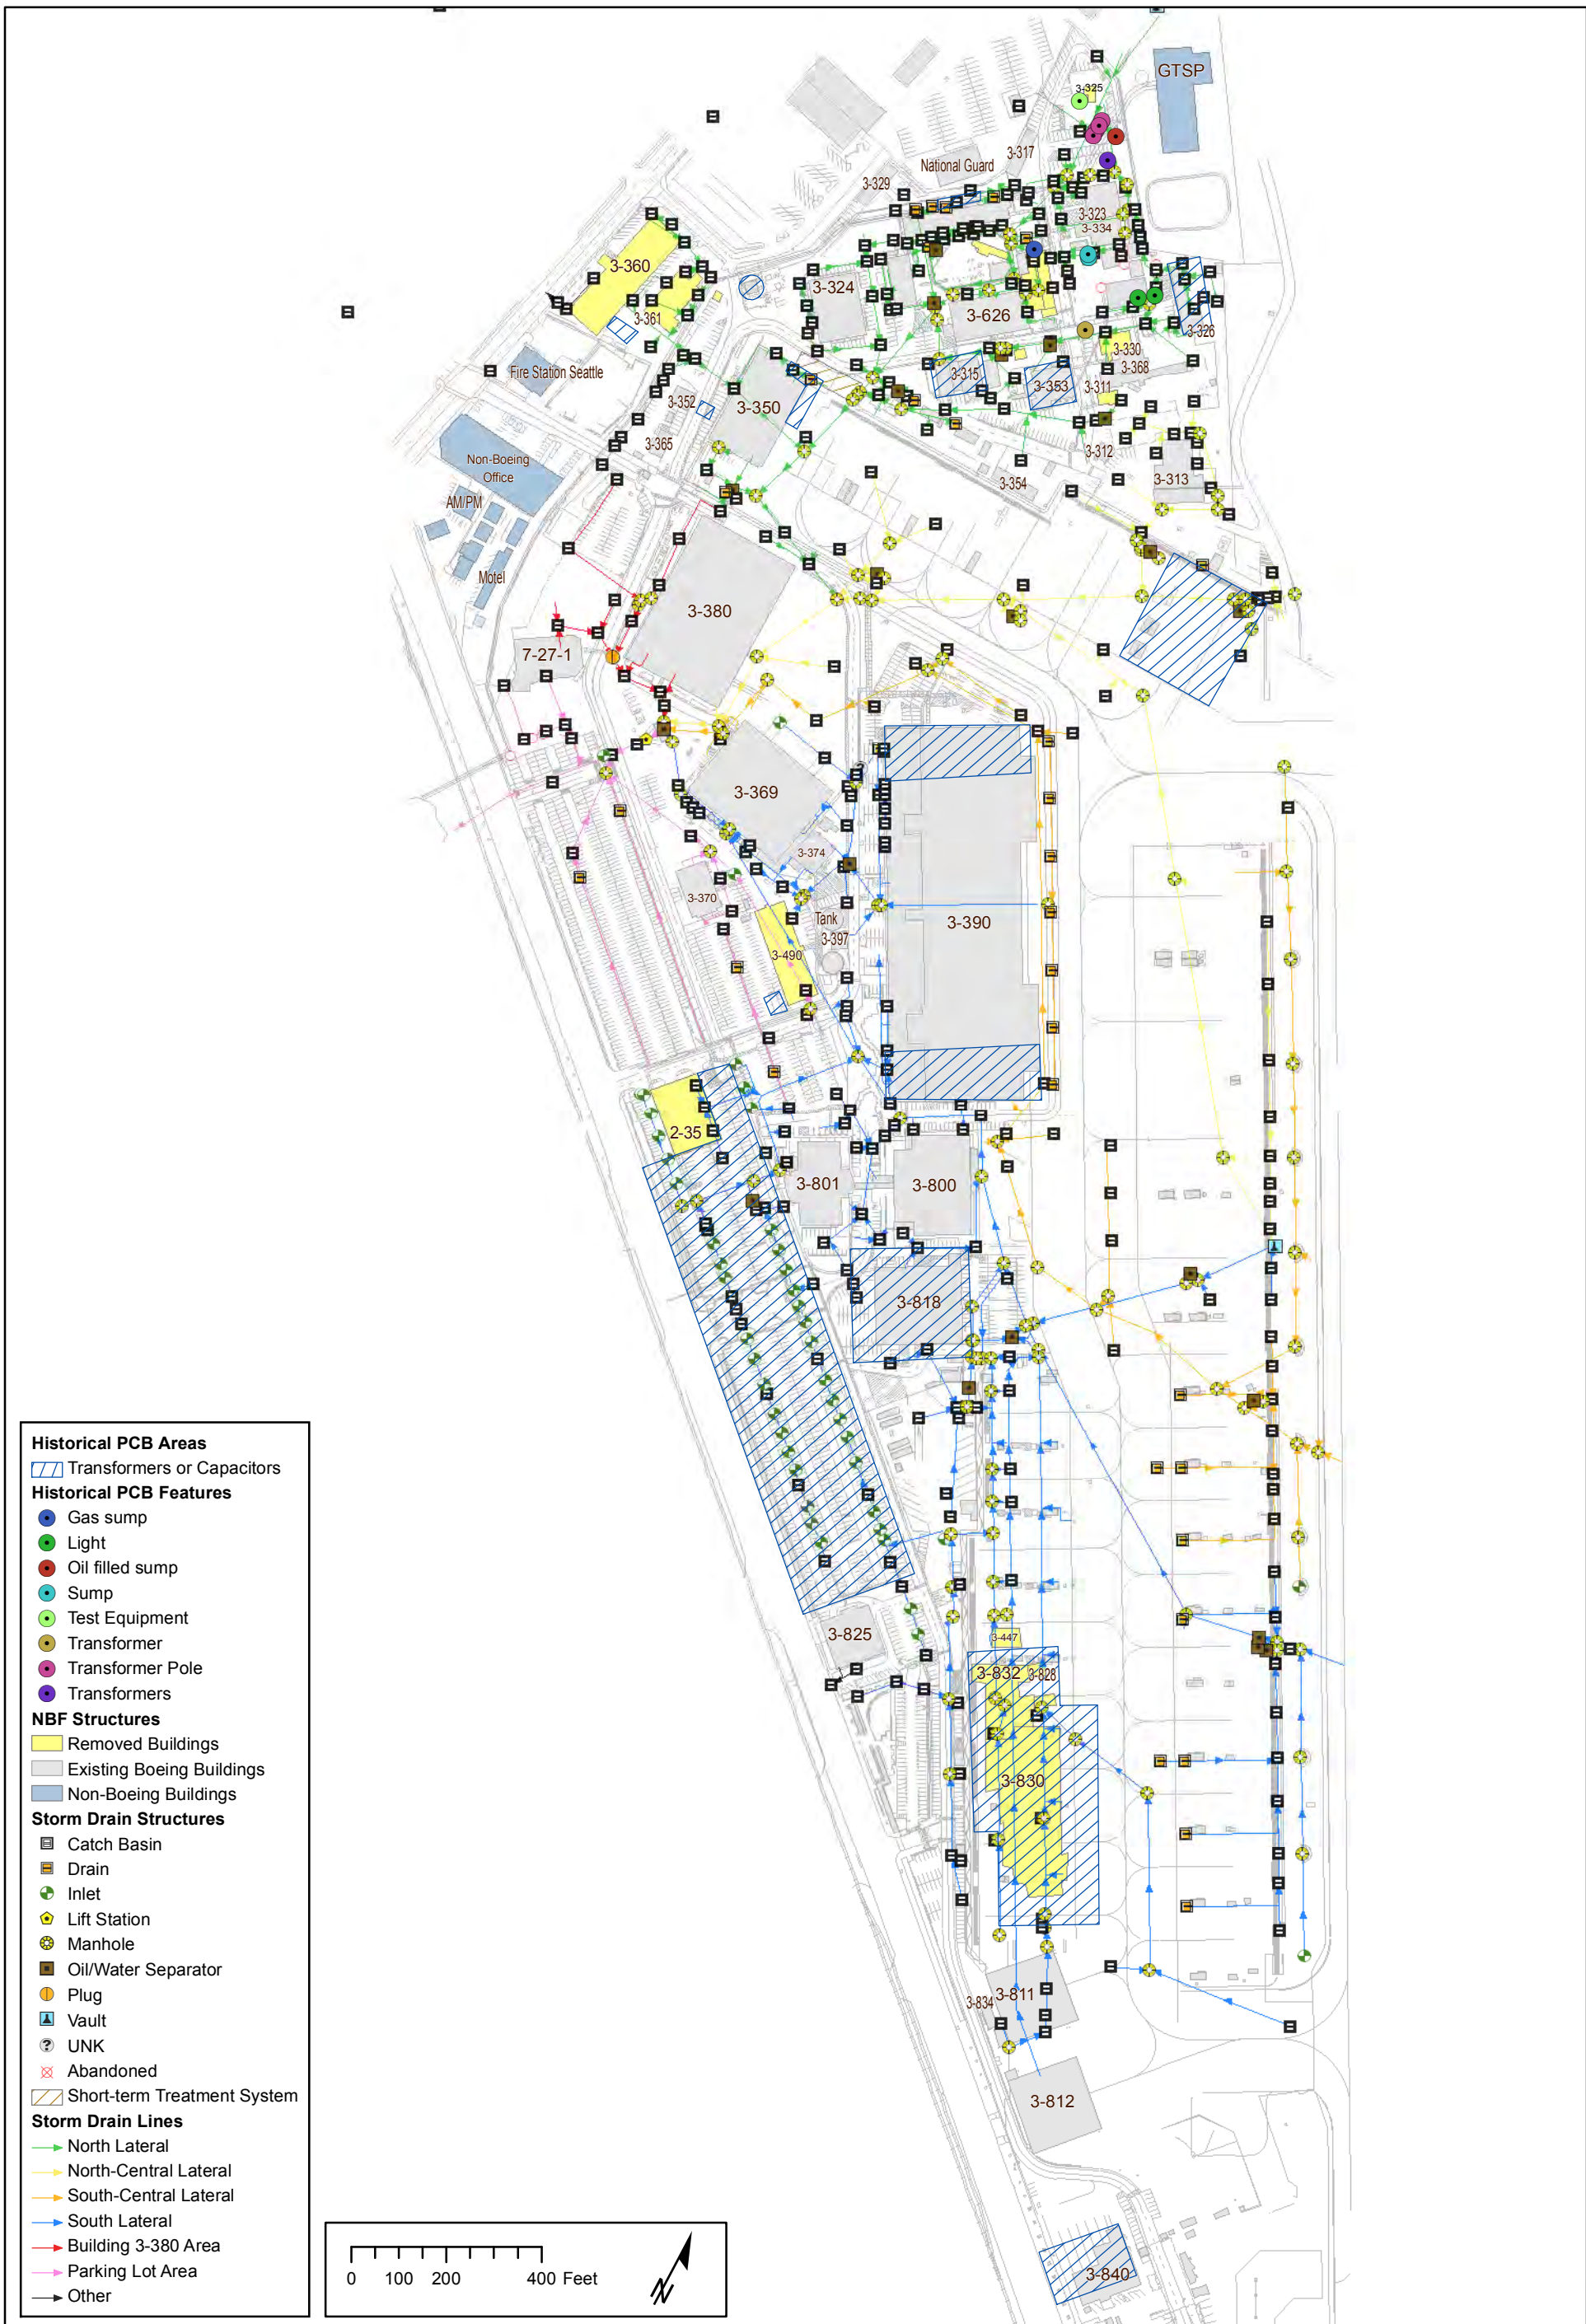 GTSP
3-325
3-317
National Guard
3-329
3-323
3-334
3-360
3-324
3-361
3-626
3-326
3-330
Fire Station Seattle
3-315
3-368
3-352
3-350
3-353
3-311
3-365
3-312
Non-Boeing
Office
3-354
3-313
AM/PM
Motel
3-380
7-27-1
3-369
3-374
3-370
Tank
3-390
3-397
3-490
2-35
3-801
3-800
3-818
3-825
3-447
3-832
3-828
3-830
3-811
3-834
3-812
3-840
Historical PCB Areas
Transformers or Capacitors
Historical PCB Features
Gas sump
Light
Oil filled sump
Sump
Test Equipment
Transformer
Transformer Pole
Transformers
NBF Structures
Removed Buildings
Existing Boeing Buildings
Non-Boeing Buildings
Storm Drain Structures
Catch Basin
Drain
Inlet
Lift Station
Manhole
Oil/Water Separator
Plug
Vault
? UNK
Abandoned
Short-term Treatment System
Storm Drain Lines
North Lateral
North-Central Lateral
South-Central Lateral
South Lateral
Building 3-380 Area
Parking Lot Area
Other
0 100 200 400 Feet
N